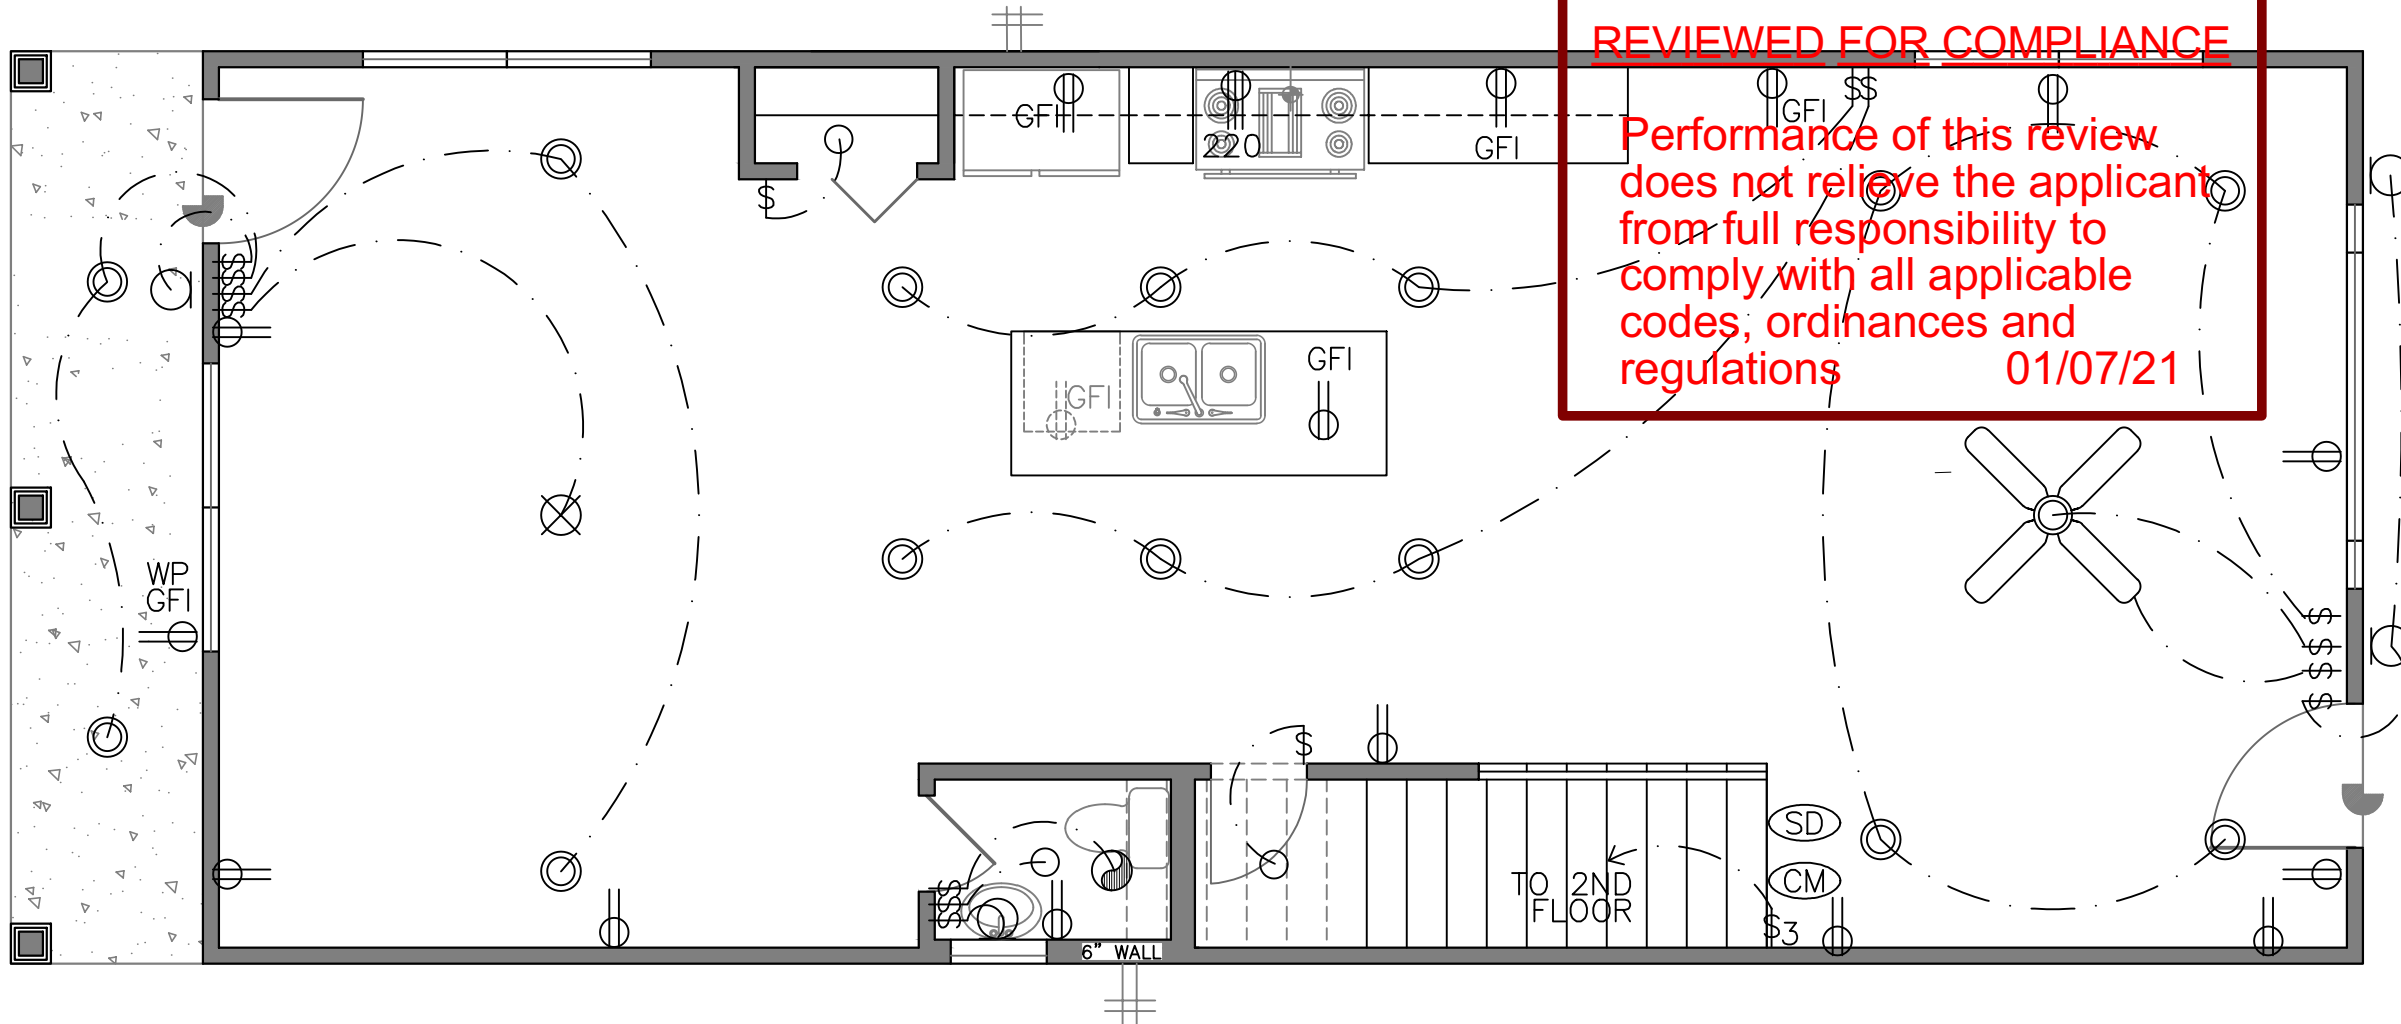 REVIEWED FOR COMPLIANCE
Performance of this review
does not relieve the applicant
from full responsibility to
comply with all applicable
codes, ordinances and
regulations 01/07/21
GFI
220
GFI
GFI
$$
$
$
$
$
$
GFI
GFI
WP
GFI
$
$
$
$
$
SD
CM
TO 2ND
FLOOR
$3
$
$
$
6" WALL